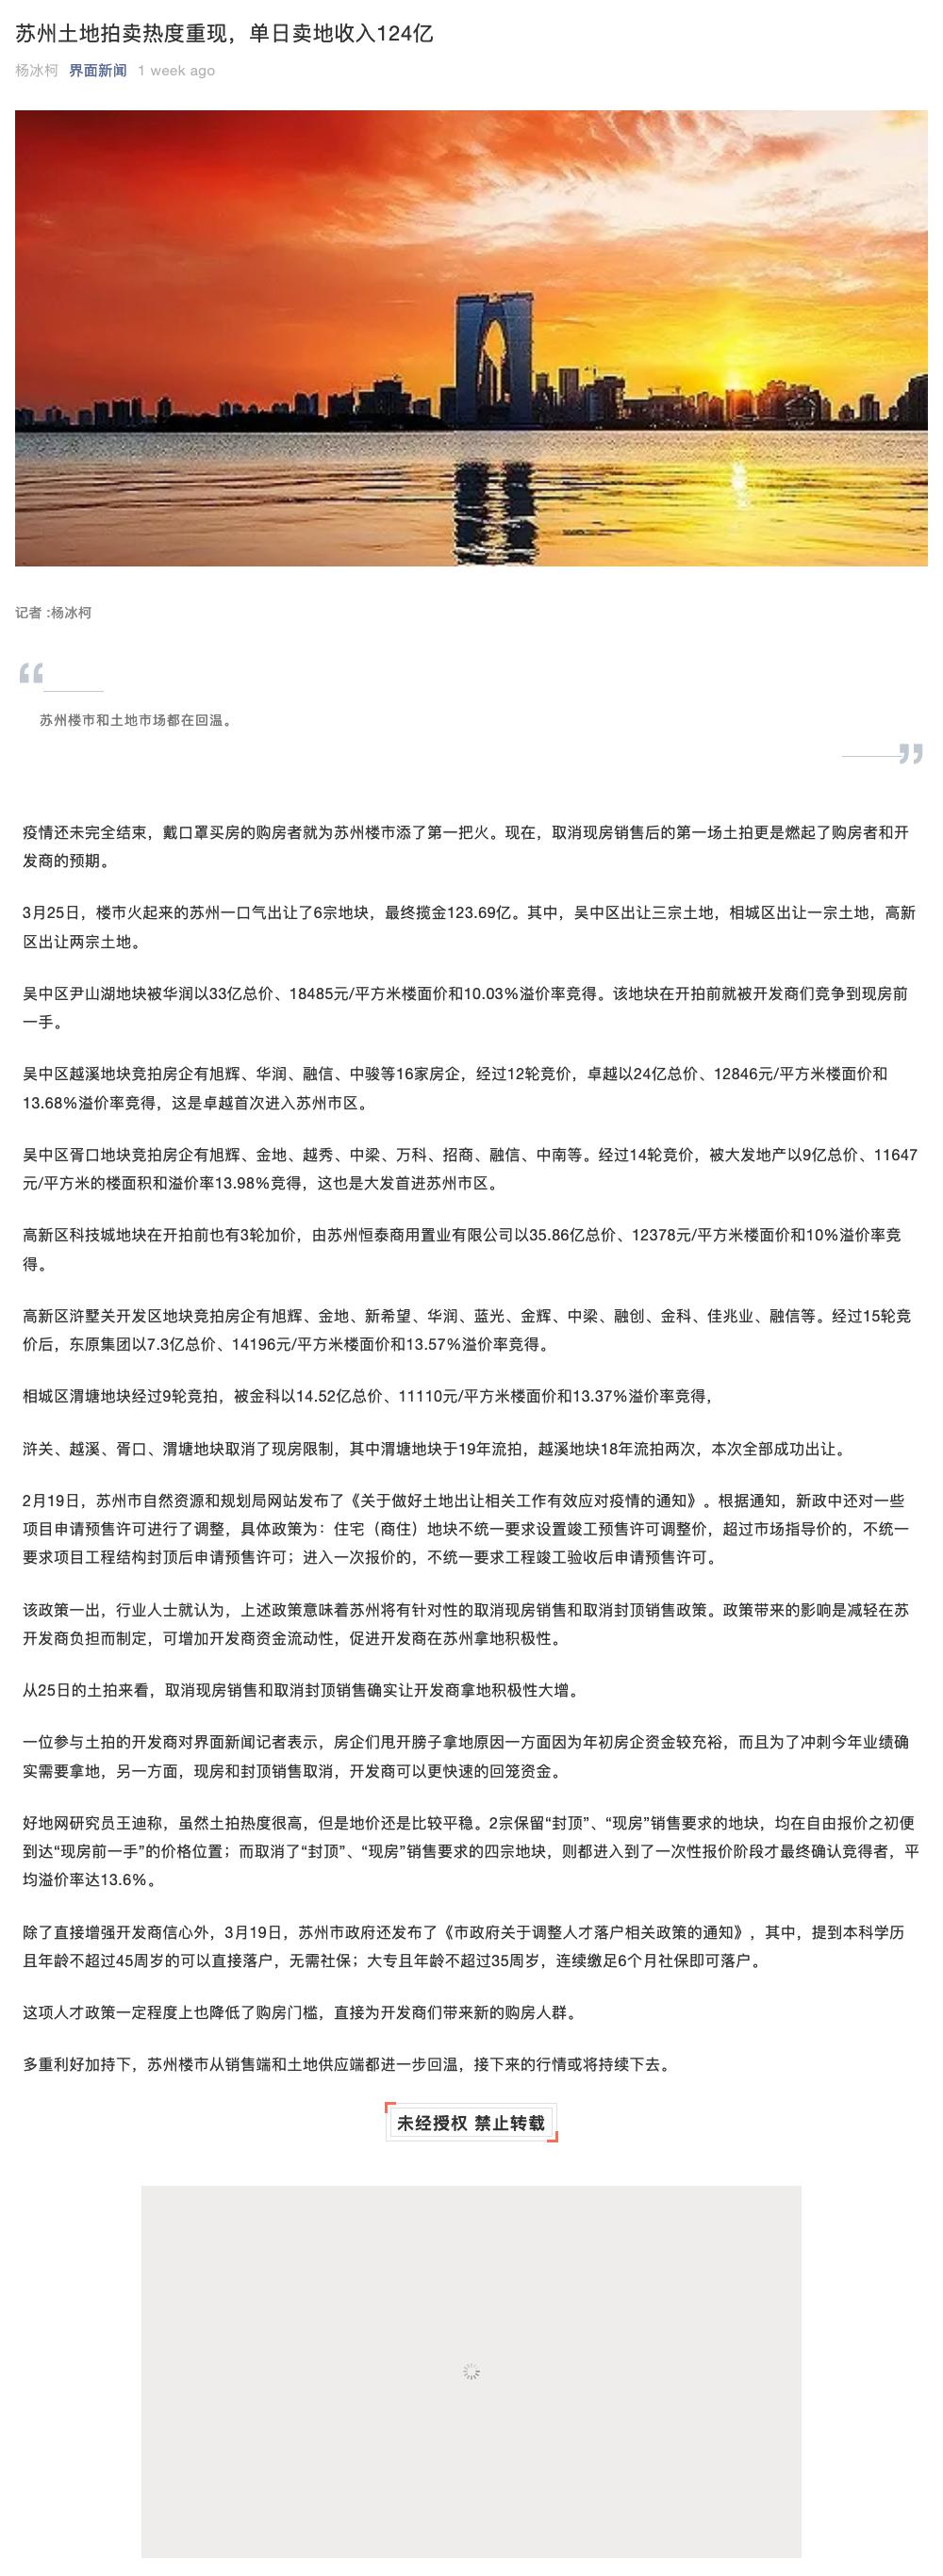 苏州土地拍卖热度重现，单日卖地收入124亿
杨冰柯 界面新闻 1 week ago
记者 :杨冰柯
“
苏州楼市和土地市场都在回温。
”
疫情还未完全结束，戴口罩买房的购房者就为苏州楼市添了第一把火。现在，取消现房销售后的第一场土拍更是燃起了购房者和开
发商的预期。
3月25日，楼市火起来的苏州一口气出让了6宗地块，最终揽金123.69亿。其中，吴中区出让三宗土地，相城区出让一宗土地，高新
区出让两宗土地。
吴中区尹山湖地块被华润以33亿总价、18485元/平方米楼面价和10.03%溢价率竞得。该地块在开拍前就被开发商们竞争到现房前
一手。
吴中区越溪地块竞拍房企有旭辉、华润、融信、中骏等16家房企，经过12轮竞价，卓越以24亿总价、12846元/平方米楼面价和
13.68%溢价率竞得，这是卓越首次进入苏州市区。
吴中区胥口地块竞拍房企有旭辉、金地、越秀、中梁、万科、招商、融信、中南等。经过14轮竞价，被大发地产以9亿总价、11647
元/平方米的楼面积和溢价率13.98%竞得，这也是大发首进苏州市区。
高新区科技城地块在开拍前也有3轮加价，由苏州恒泰商用置业有限公司以35.86亿总价、12378元/平方米楼面价和10%溢价率竞
得。
高新区浒墅关开发区地块竞拍房企有旭辉、金地、新希望、华润、蓝光、金辉、中梁、融创、金科、佳兆业、融信等。经过15轮竞
价后，东原集团以7.3亿总价、14196元/平方米楼面价和13.57%溢价率竞得。
相城区渭塘地块经过9轮竞拍，被金科以14.52亿总价、11110元/平方米楼面价和13.37%溢价率竞得，
浒关、越溪、胥口、渭塘地块取消了现房限制，其中渭塘地块于19年流拍，越溪地块18年流拍两次，本次全部成功出让。
2月19日，苏州市自然资源和规划局网站发布了《关于做好土地出让相关工作有效应对疫情的通知》。根据通知，新政中还对一些
项目申请预售许可进行了调整，具体政策为：住宅（商住）地块不统一要求设置竣工预售许可调整价，超过市场指导价的，不统一
要求项目工程结构封顶后申请预售许可；进入一次报价的，不统一要求工程竣工验收后申请预售许可。
该政策一出，行业人士就认为，上述政策意味着苏州将有针对性的取消现房销售和取消封顶销售政策。政策带来的影响是减轻在苏
开发商负担而制定，可增加开发商资金流动性，促进开发商在苏州拿地积极性。
从25日的土拍来看，取消现房销售和取消封顶销售确实让开发商拿地积极性大增。
一位参与土拍的开发商对界面新闻记者表示，房企们甩开膀子拿地原因一方面因为年初房企资金较充裕，而且为了冲刺今年业绩确
实需要拿地，另一方面，现房和封顶销售取消，开发商可以更快速的回笼资金。
好地网研究员王迪称，虽然土拍热度很高，但是地价还是比较平稳。2宗保留“封顶”、“现房”销售要求的地块，均在自由报价之初便
到达“现房前一手”的价格位置；而取消了“封顶”、“现房”销售要求的四宗地块，则都进入到了一次性报价阶段才最终确认竞得者，平
均溢价率达13.6%。
除了直接增强开发商信心外，3月19日，苏州市政府还发布了《市政府关于调整人才落户相关政策的通知》，其中，提到本科学历
且年龄不超过45周岁的可以直接落户，无需社保；大专且年龄不超过35周岁，连续缴足6个月社保即可落户。
这项人才政策一定程度上也降低了购房门槛，直接为开发商们带来新的购房人群。
多重利好加持下，苏州楼市从销售端和土地供应端都进一步回温，接下来的行情或将持续下去。
未经授权 禁止转载